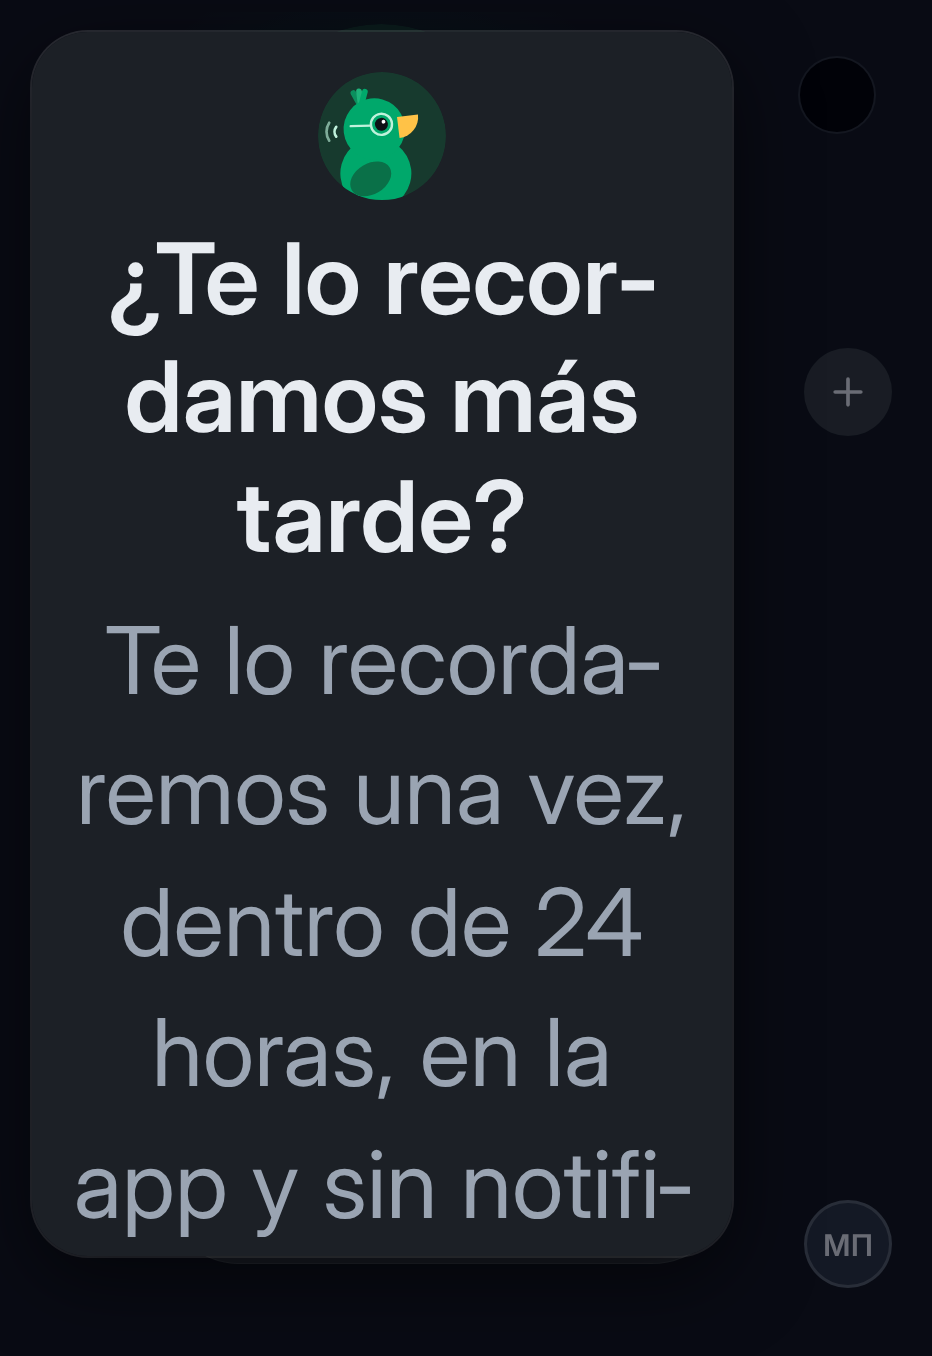 ¿Te lo recor-
damos más
tarde?
Te lo recorda-
remos una vez,
dentro de 24
horas, en la
app y sin notifi-
МП